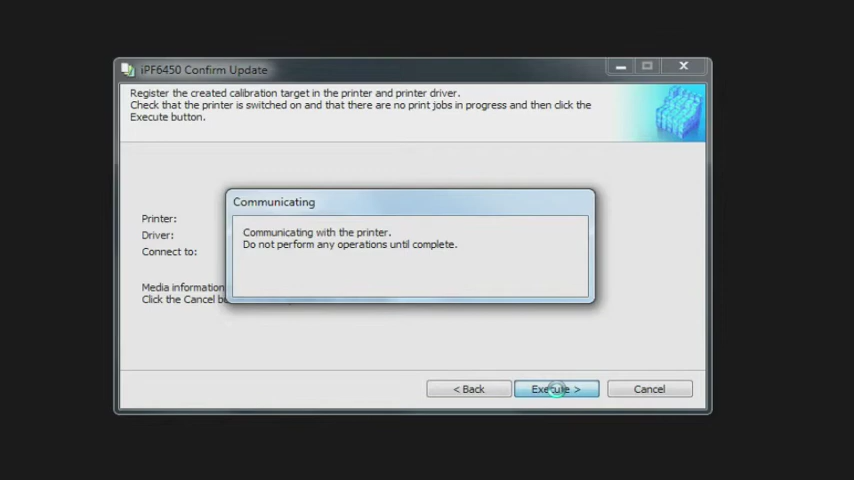 iPF6450 Confirm Update
Register the created calibration target in the printer and printer driver.
Check that the printer is switched on and that there are no print jobs in progress and then click the
Execute button.
Communicating
Printer:
Communicating with the printer.
Driver:
Do not perform any operations until complete.
Connect to:
Media information
Click the Cancel
< Back
Execute >
Cancel